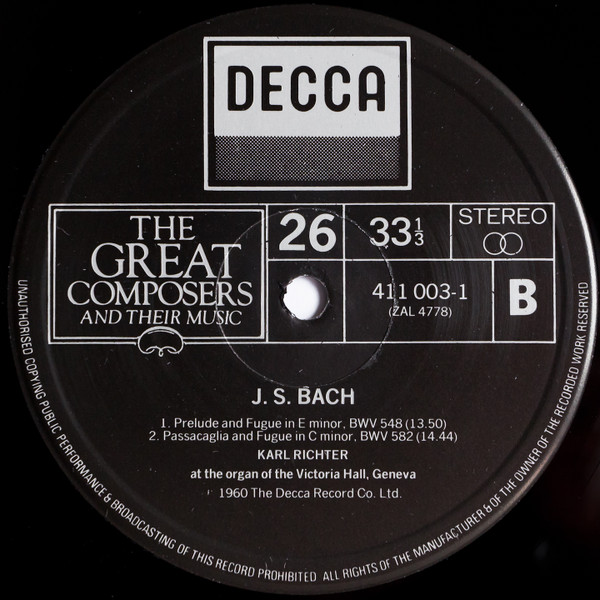 DECCA
THE
GREAT
COMPOSERS
AND THEIR MUSIC
26
33⅓
STEREO
411 003-1
(ZAL 4778)
B
J. S. BACH
1. Prelude and Fugue in E minor, BWV 548 (13.50)
2. Passacaglia and Fugue in C minor, BWV 582 (14.44)
KARL RICHTER
at the organ of the Victoria Hall, Geneva
1960 The Decca Record Co. Ltd.
UNAUTHORISED COPYING PUBLIC PERFORMANCE & BROADCASTING OF THIS RECORD PROHIBITED ALL RIGHTS OF THE MANUFACTURER & OF THE OWNER OF THE RECORDED WORK RESERVED